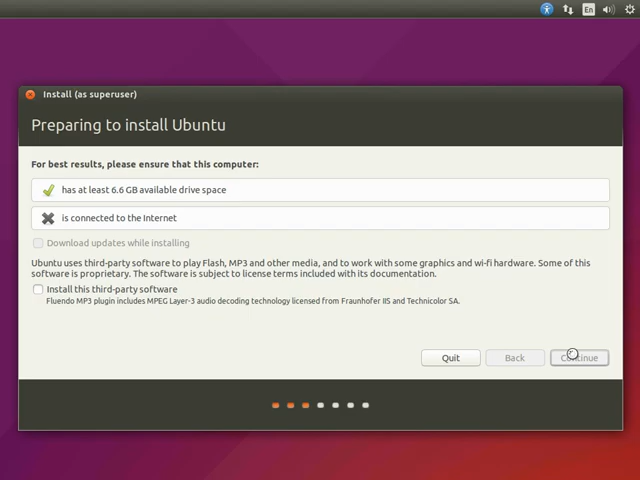 En
Install (as superuser)
Preparing to install Ubuntu
For best results, please ensure that this computer:
has at least 6.6 GB available drive space
is connected to the Internet
Download updates while installing
Ubuntu uses third-party software to play Flash, MP3 and other media, and to work with some graphics and wi-fi hardware. Some of this
software is proprietary. The software is subject to license terms included with its documentation.
Install this third-party software
Fluendo MP3 plugin includes MPEG Layer-3 audio decoding technology licensed from Fraunhofer IIS and Technicolor SA.
Quit Back Continue